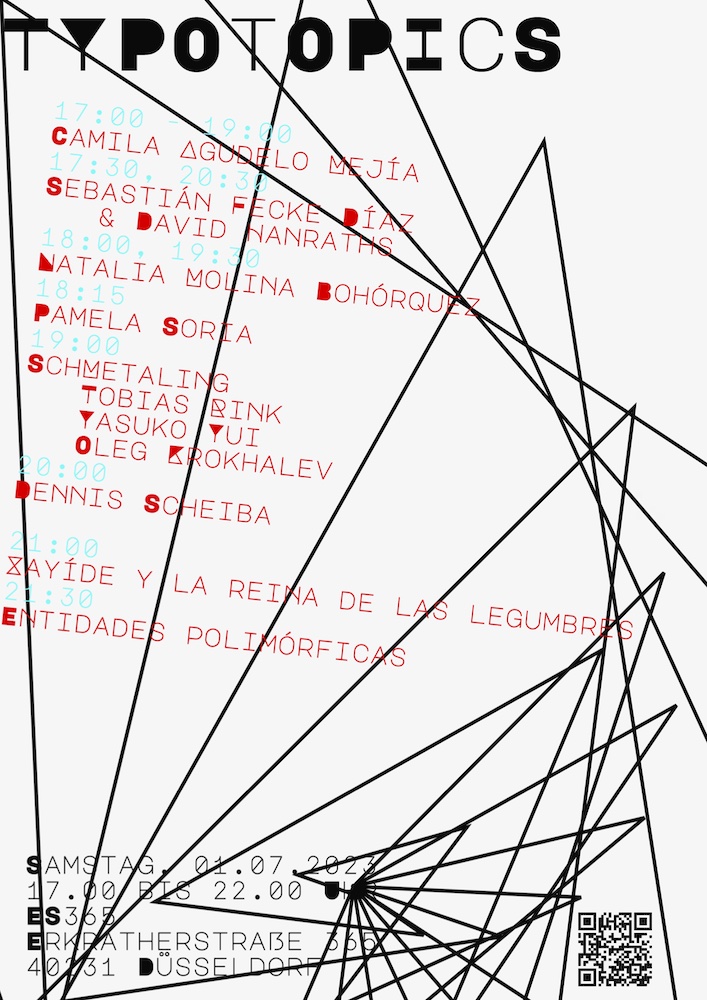 TYPOTOPICS
17:00 - 19:00
CAMILA AGUDELO MEJÍA
17:30, 20:30
SEBASTIÁN FECKE DÍAZ
& DAVID HANRATHS
18:00, 19:30
NATALIA MOLINA BOHÓRQUEZ
18:15
PAMELA SORIA
19:00
SCHMETALING
TOBIAS RINK
YASUKO YUI
OLEG KROKHALEV
20:00
DENNIS SCHEIBA
21:00
XAYÍDE Y LA REINA DE LAS LEGUMBRES
21:30
ENTIDADES POLIMÓRFICAS
SAMSTAG, 01.07.2023
17.00 BIS 22.00 UHR
ES365
ERKRATHERSTRAẞE 365
40231 DÜSSELDORF